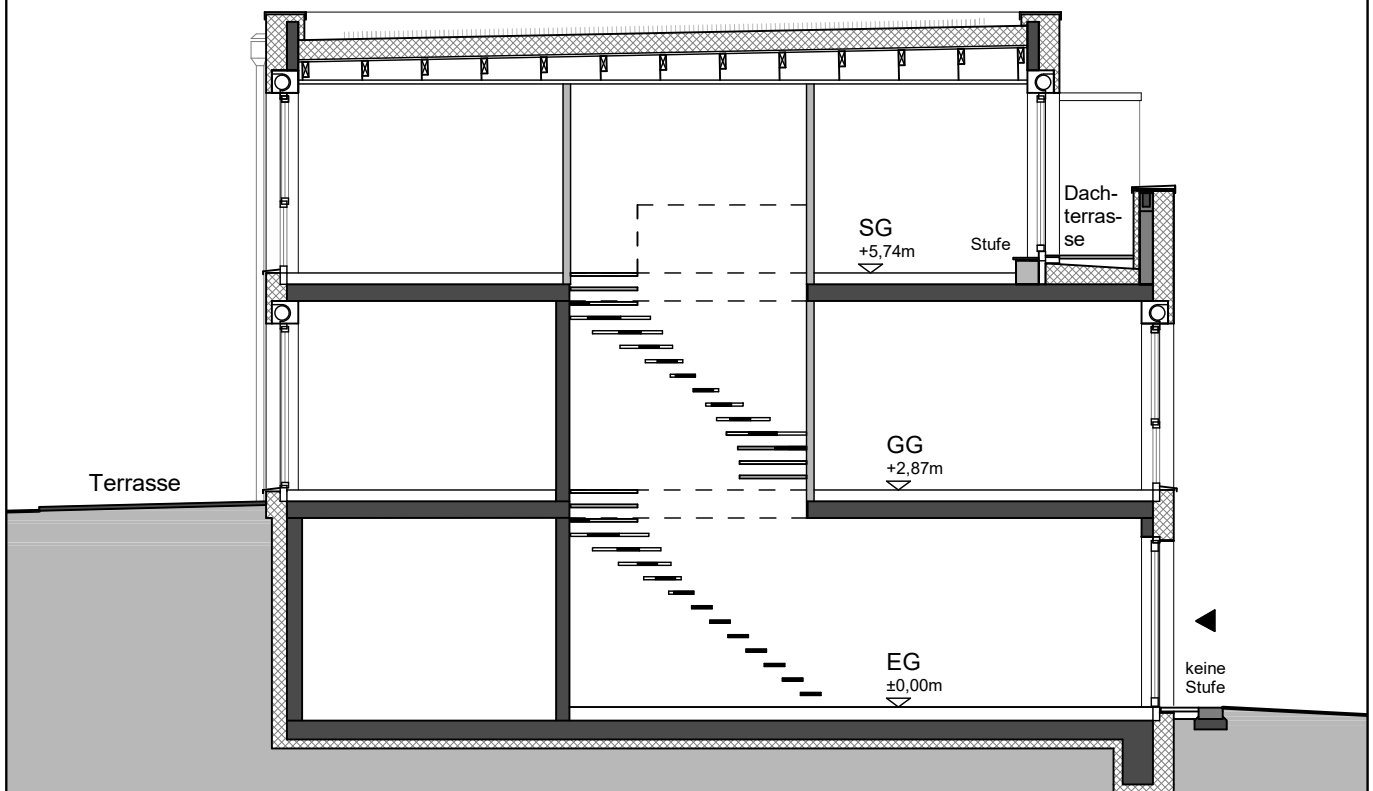 Dach-
terras-
se
SG
+5,74m
Stufe
GG
+2,87m
Terrasse
EG
±0,00m
keine
Stufe